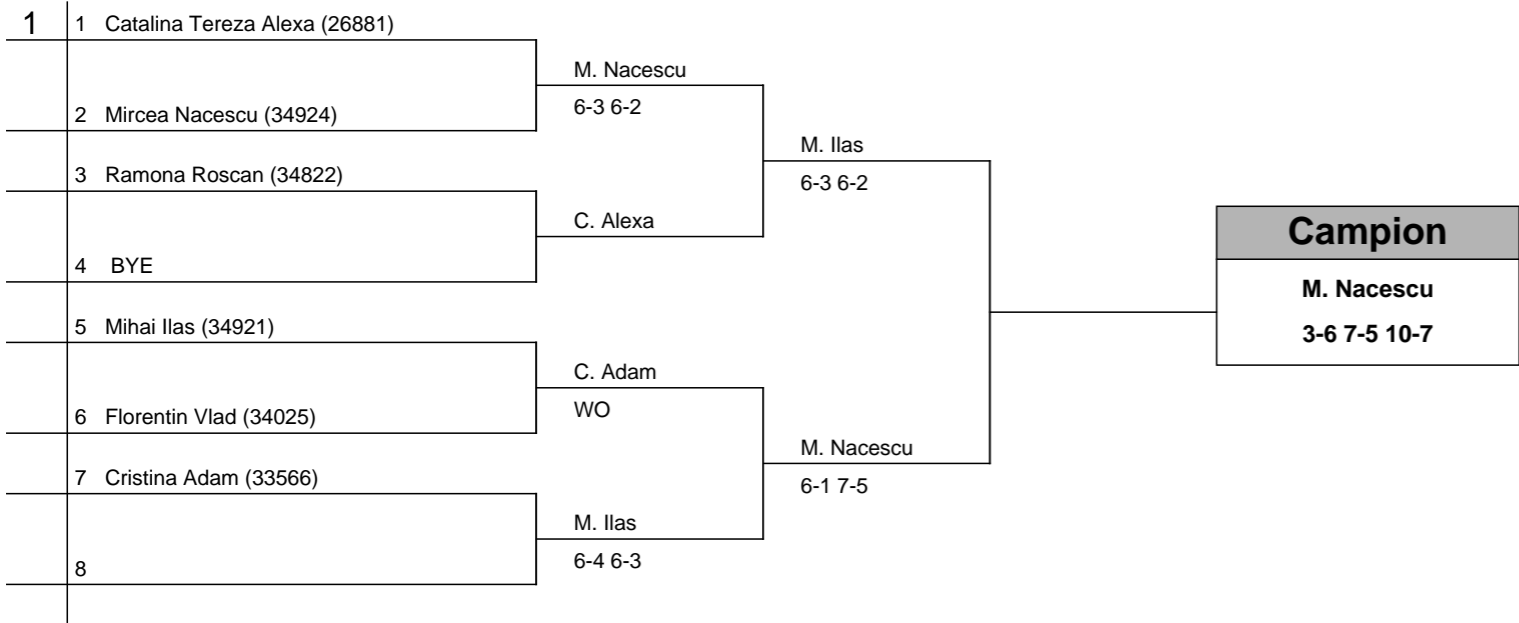 1
1 Catalina Tereza Alexa (26881)
M. Nacescu
2 Mircea Nacescu (34924)
6-3 6-2
M. Ilas
3 Ramona Roscan (34822)
6-3 6-2
C. Alexa
Campion
4 BYE
M. Nacescu
5 Mihai Ilas (34921)
3-6 7-5 10-7
C. Adam
6 Florentin Vlad (34025)
WO
M. Nacescu
7 Cristina Adam (33566)
6-1 7-5
M. Ilas
8
6-4 6-3